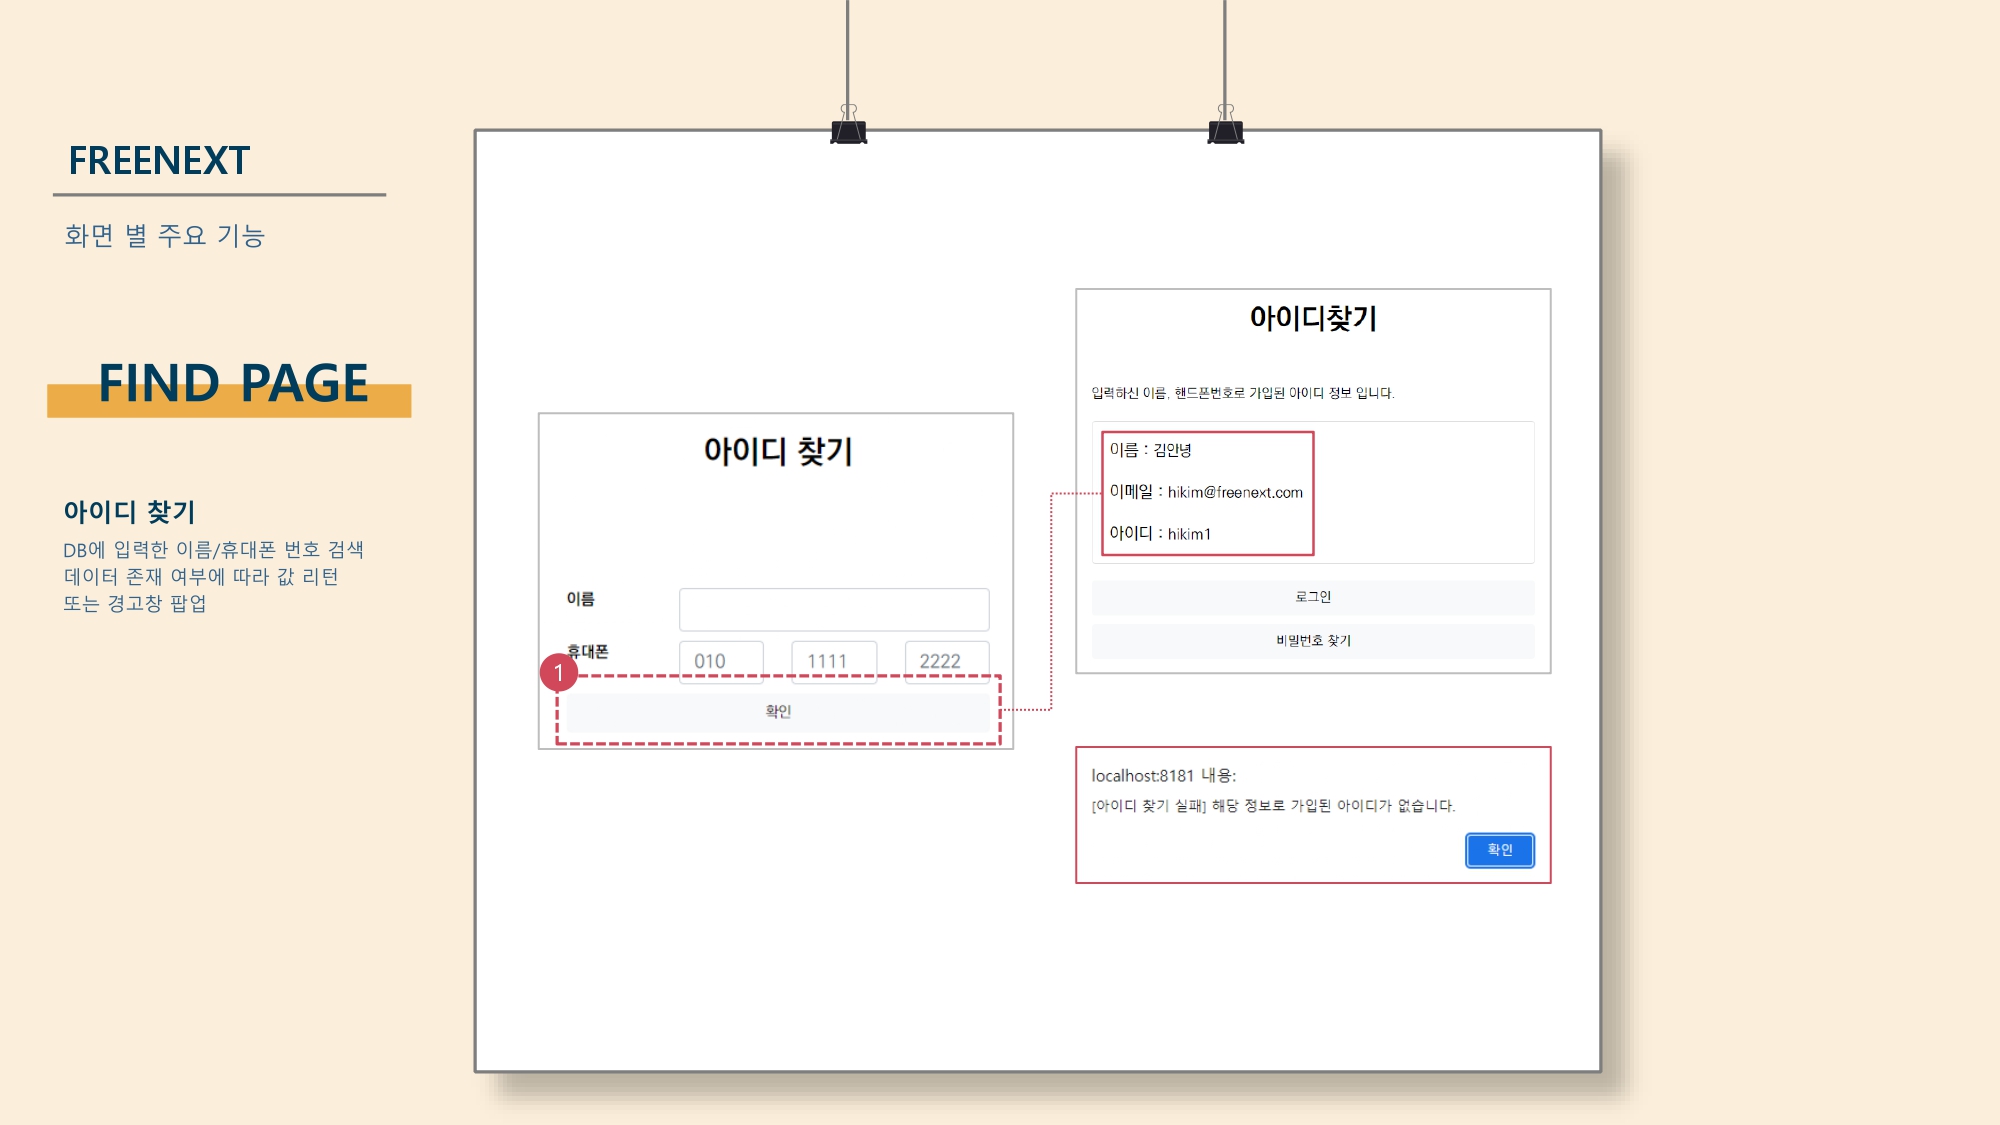 FREENEXT
화면 별 주요 기능
FIND PAGE
아이디 찾기
DB에 입력한 이름/휴대폰 번호 검색
데이터 존재 여부에 따라 값 리턴
또는 경고창 팝업
아이디 찾기
이름
휴대폰
010 1111 2222
1
확인
아이디찾기
입력하신 이름, 핸드폰번호로 가입된 아이디 정보 입니다.
이름 : 김안녕
이메일 : hikim@freenext.com
아이디 : hikim1
로그인
비밀번호 찾기
localhost:8181 내용:
[아이디 찾기 실패] 해당 정보로 가입된 아이디가 없습니다.
확인